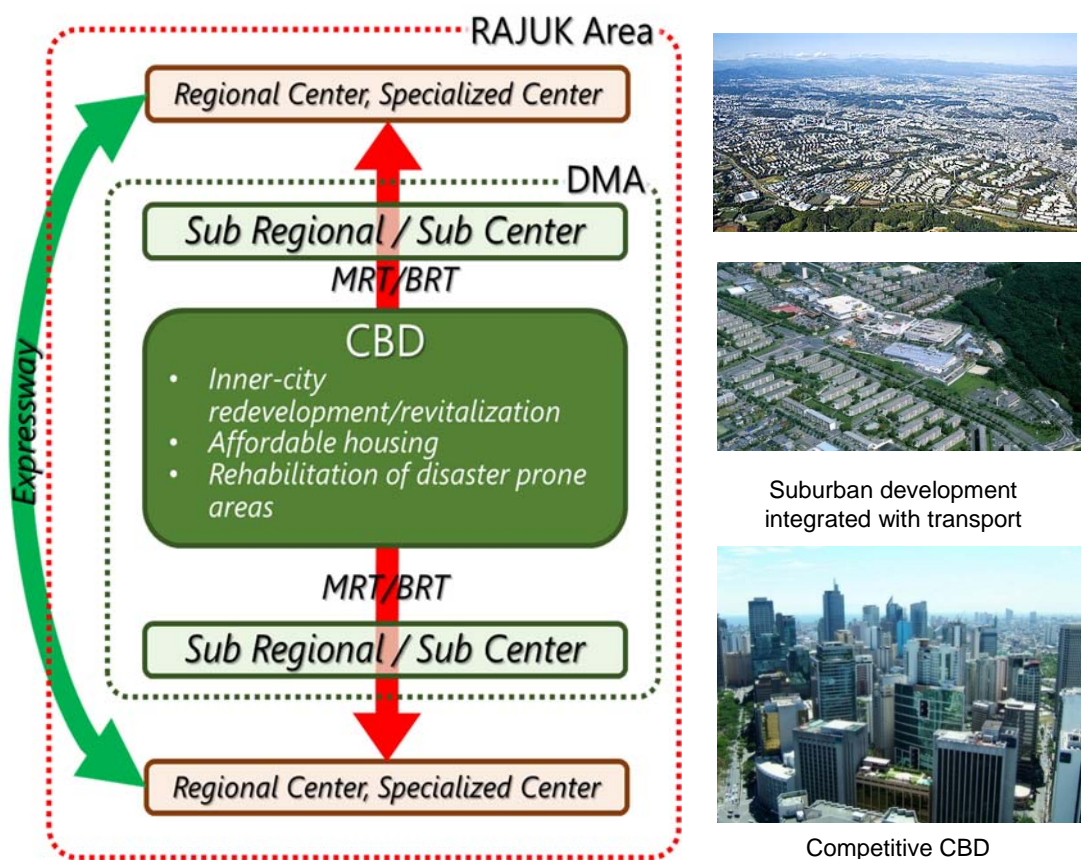 RAJUK Area
Regional Center, Specialized Center
DMA
Sub Regional / Sub Center
MRT/BRT
CBD
• Inner-city
redevelopment/revitalization
• Affordable housing
• Rehabilitation of disaster prone
areas
Expressway
MRT/BRT
Sub Regional / Sub Center
Regional Center, Specialized Center
Suburban development
integrated with transport
Competitive CBD